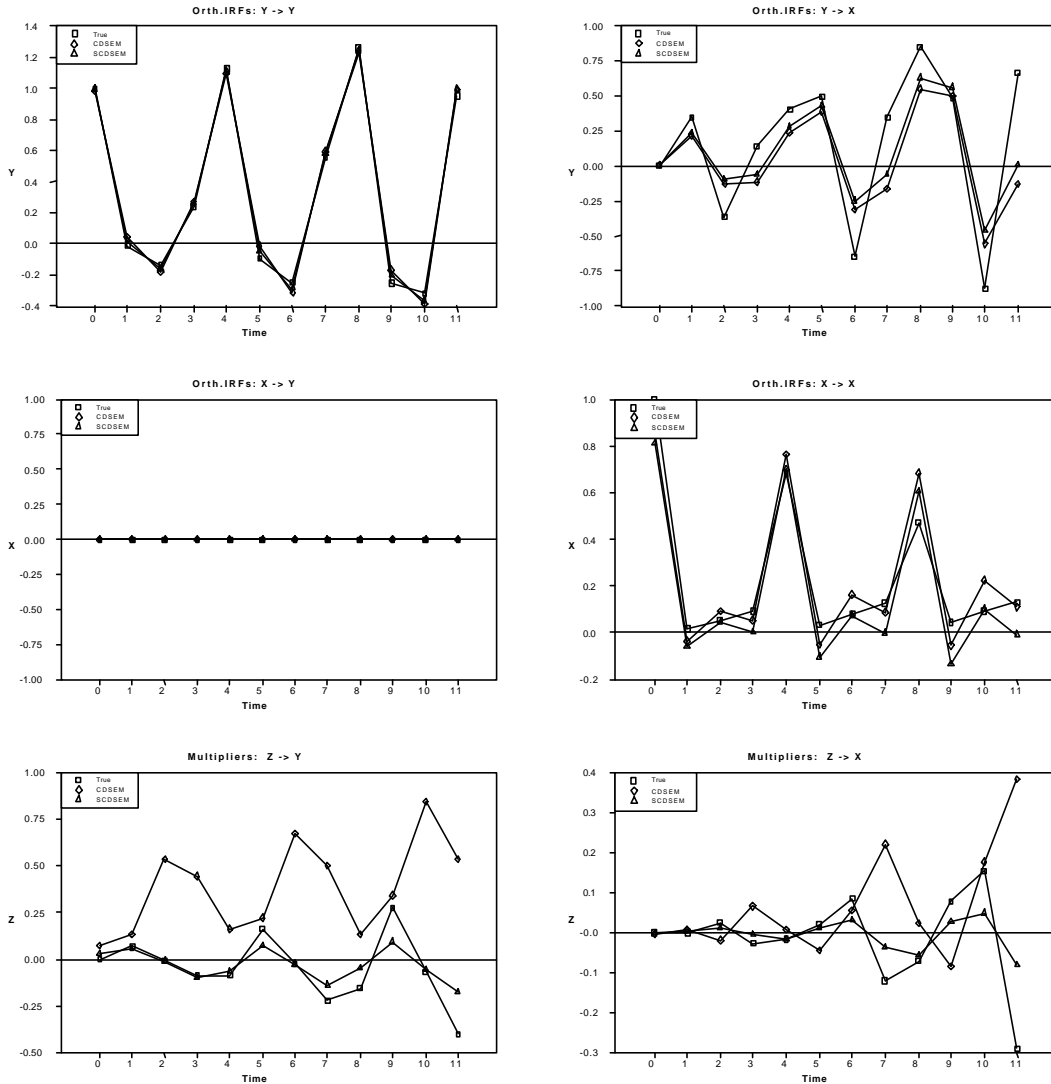 Orth.IRFs: Y -> Y
True
CDSEM
SCDSEM
1.4
1.2
1.0
0.8
0.6
0.4
0.2
0.0
-0.2
-0.4
Y
0 1 2 3 4 5 6 7 8 9 10 11
Time
Orth.IRFs: Y -> X
True
CDSEM
SCDSEM
1.00
0.75
0.50
0.25
0.00
-0.25
-0.50
-0.75
-1.00
Y
0 1 2 3 4 5 6 7 8 9 10 11
Time
Orth.IRFs: X -> Y
True
CDSEM
SCDSEM
1.00
0.75
0.50
0.25
0.00
-0.25
-0.50
-0.75
-1.00
X
0 1 2 3 4 5 6 7 8 9 10 11
Time
Orth.IRFs: X -> X
True
CDSEM
SCDSEM
1.0
0.8
0.6
0.4
0.2
0.0
-0.2
X
0 1 2 3 4 5 6 7 8 9 10 11
Time
Multipliers: Z -> Y
True
CDSEM
SCDSEM
1.00
0.75
0.50
0.25
0.00
-0.25
-0.50
Z
0 1 2 3 4 5 6 7 8 9 10 11
Time
Multipliers: Z -> X
True
CDSEM
SCDSEM
0.4
0.3
0.2
0.1
-0.0
-0.1
-0.2
-0.3
Z
0 1 2 3 4 5 6 7 8 9 10 11
Time